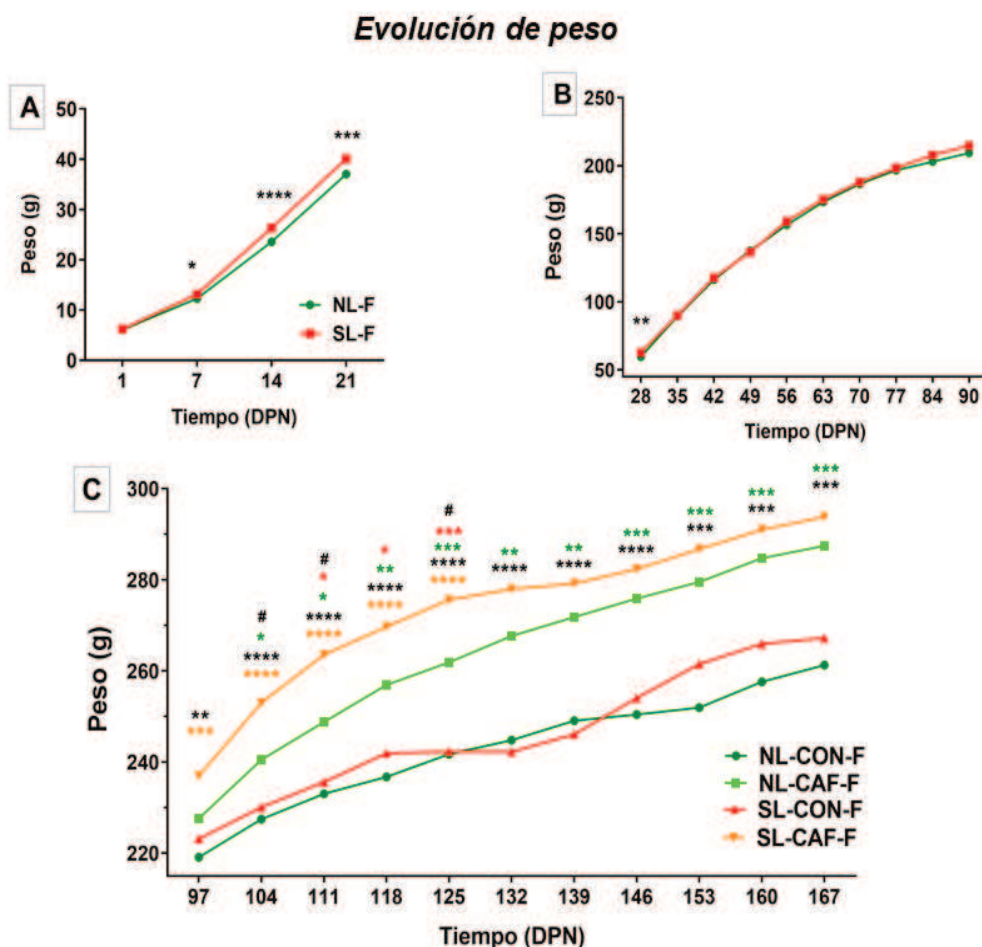 Evolución de peso
A
50
40
30
20
10
0
Peso (g)
***
****
*
NL-F
SL-F
1 7 14 21
Tiempo (DPN)
B
250
200
150
100
50
Peso (g)
**
28 35 42 49 56 63 70 77 84 90
Tiempo (DPN)
C
300
280
260
240
220
Peso (g)
**
***
#
*
****
****
#
*
*
****
****
*
**
****
****
#
***
***
****
****
**
****
**
****
***
****
***
***
***
***
***
***
NL-CON-F
NL-CAF-F
SL-CON-F
SL-CAF-F
97 104 111 118 125 132 139 146 153 160 167
Tiempo (DPN)